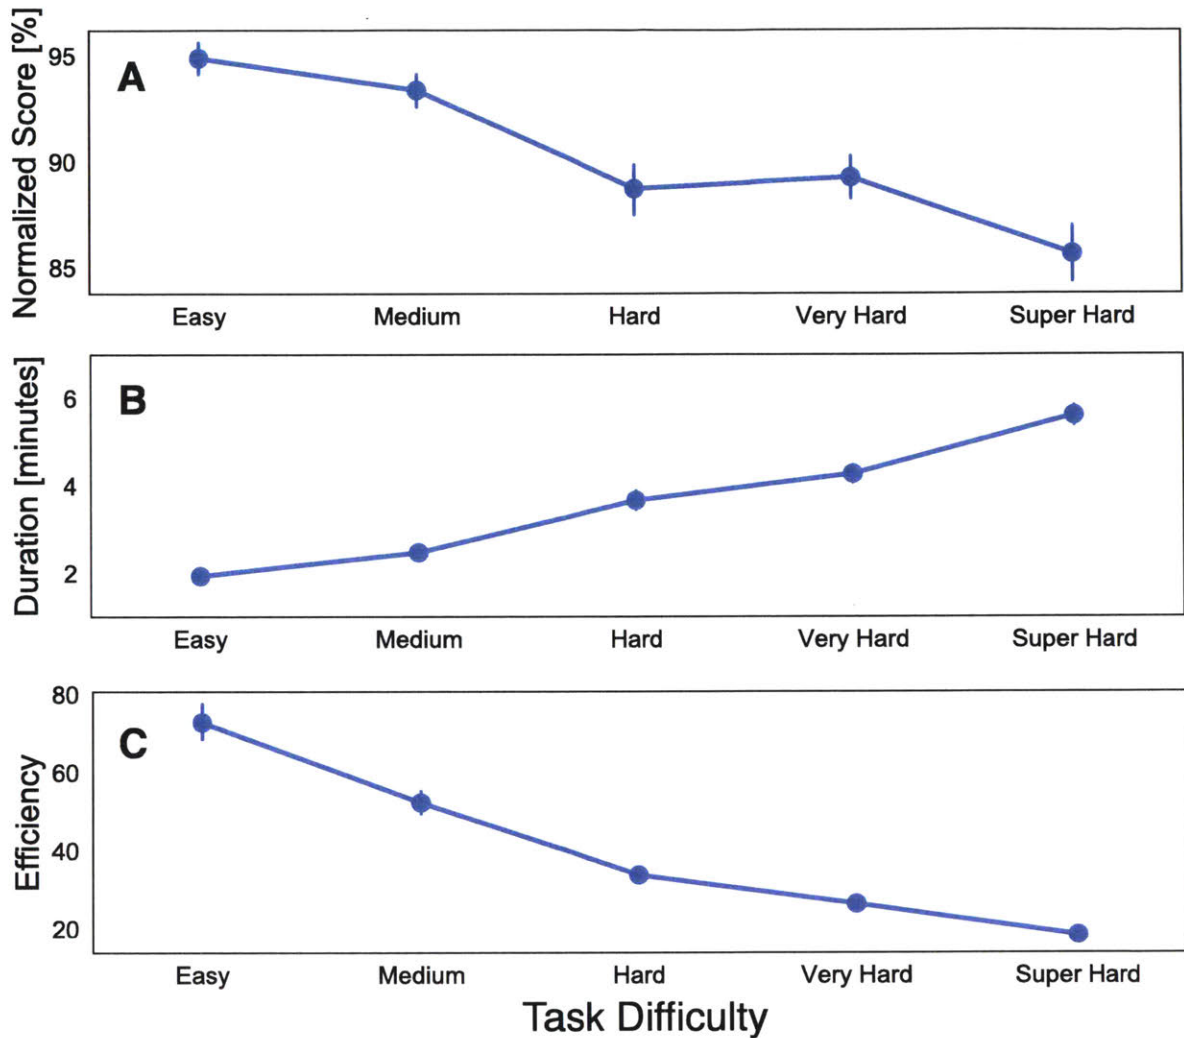 Normalized Score [%]
A
95
90
85
Easy Medium Hard Very Hard Super Hard
Duration [minutes]
B
6
4
2
Easy Medium Hard Very Hard Super Hard
Efficiency
C
80
60
40
20
Easy Medium Hard Very Hard Super Hard
Task Difficulty